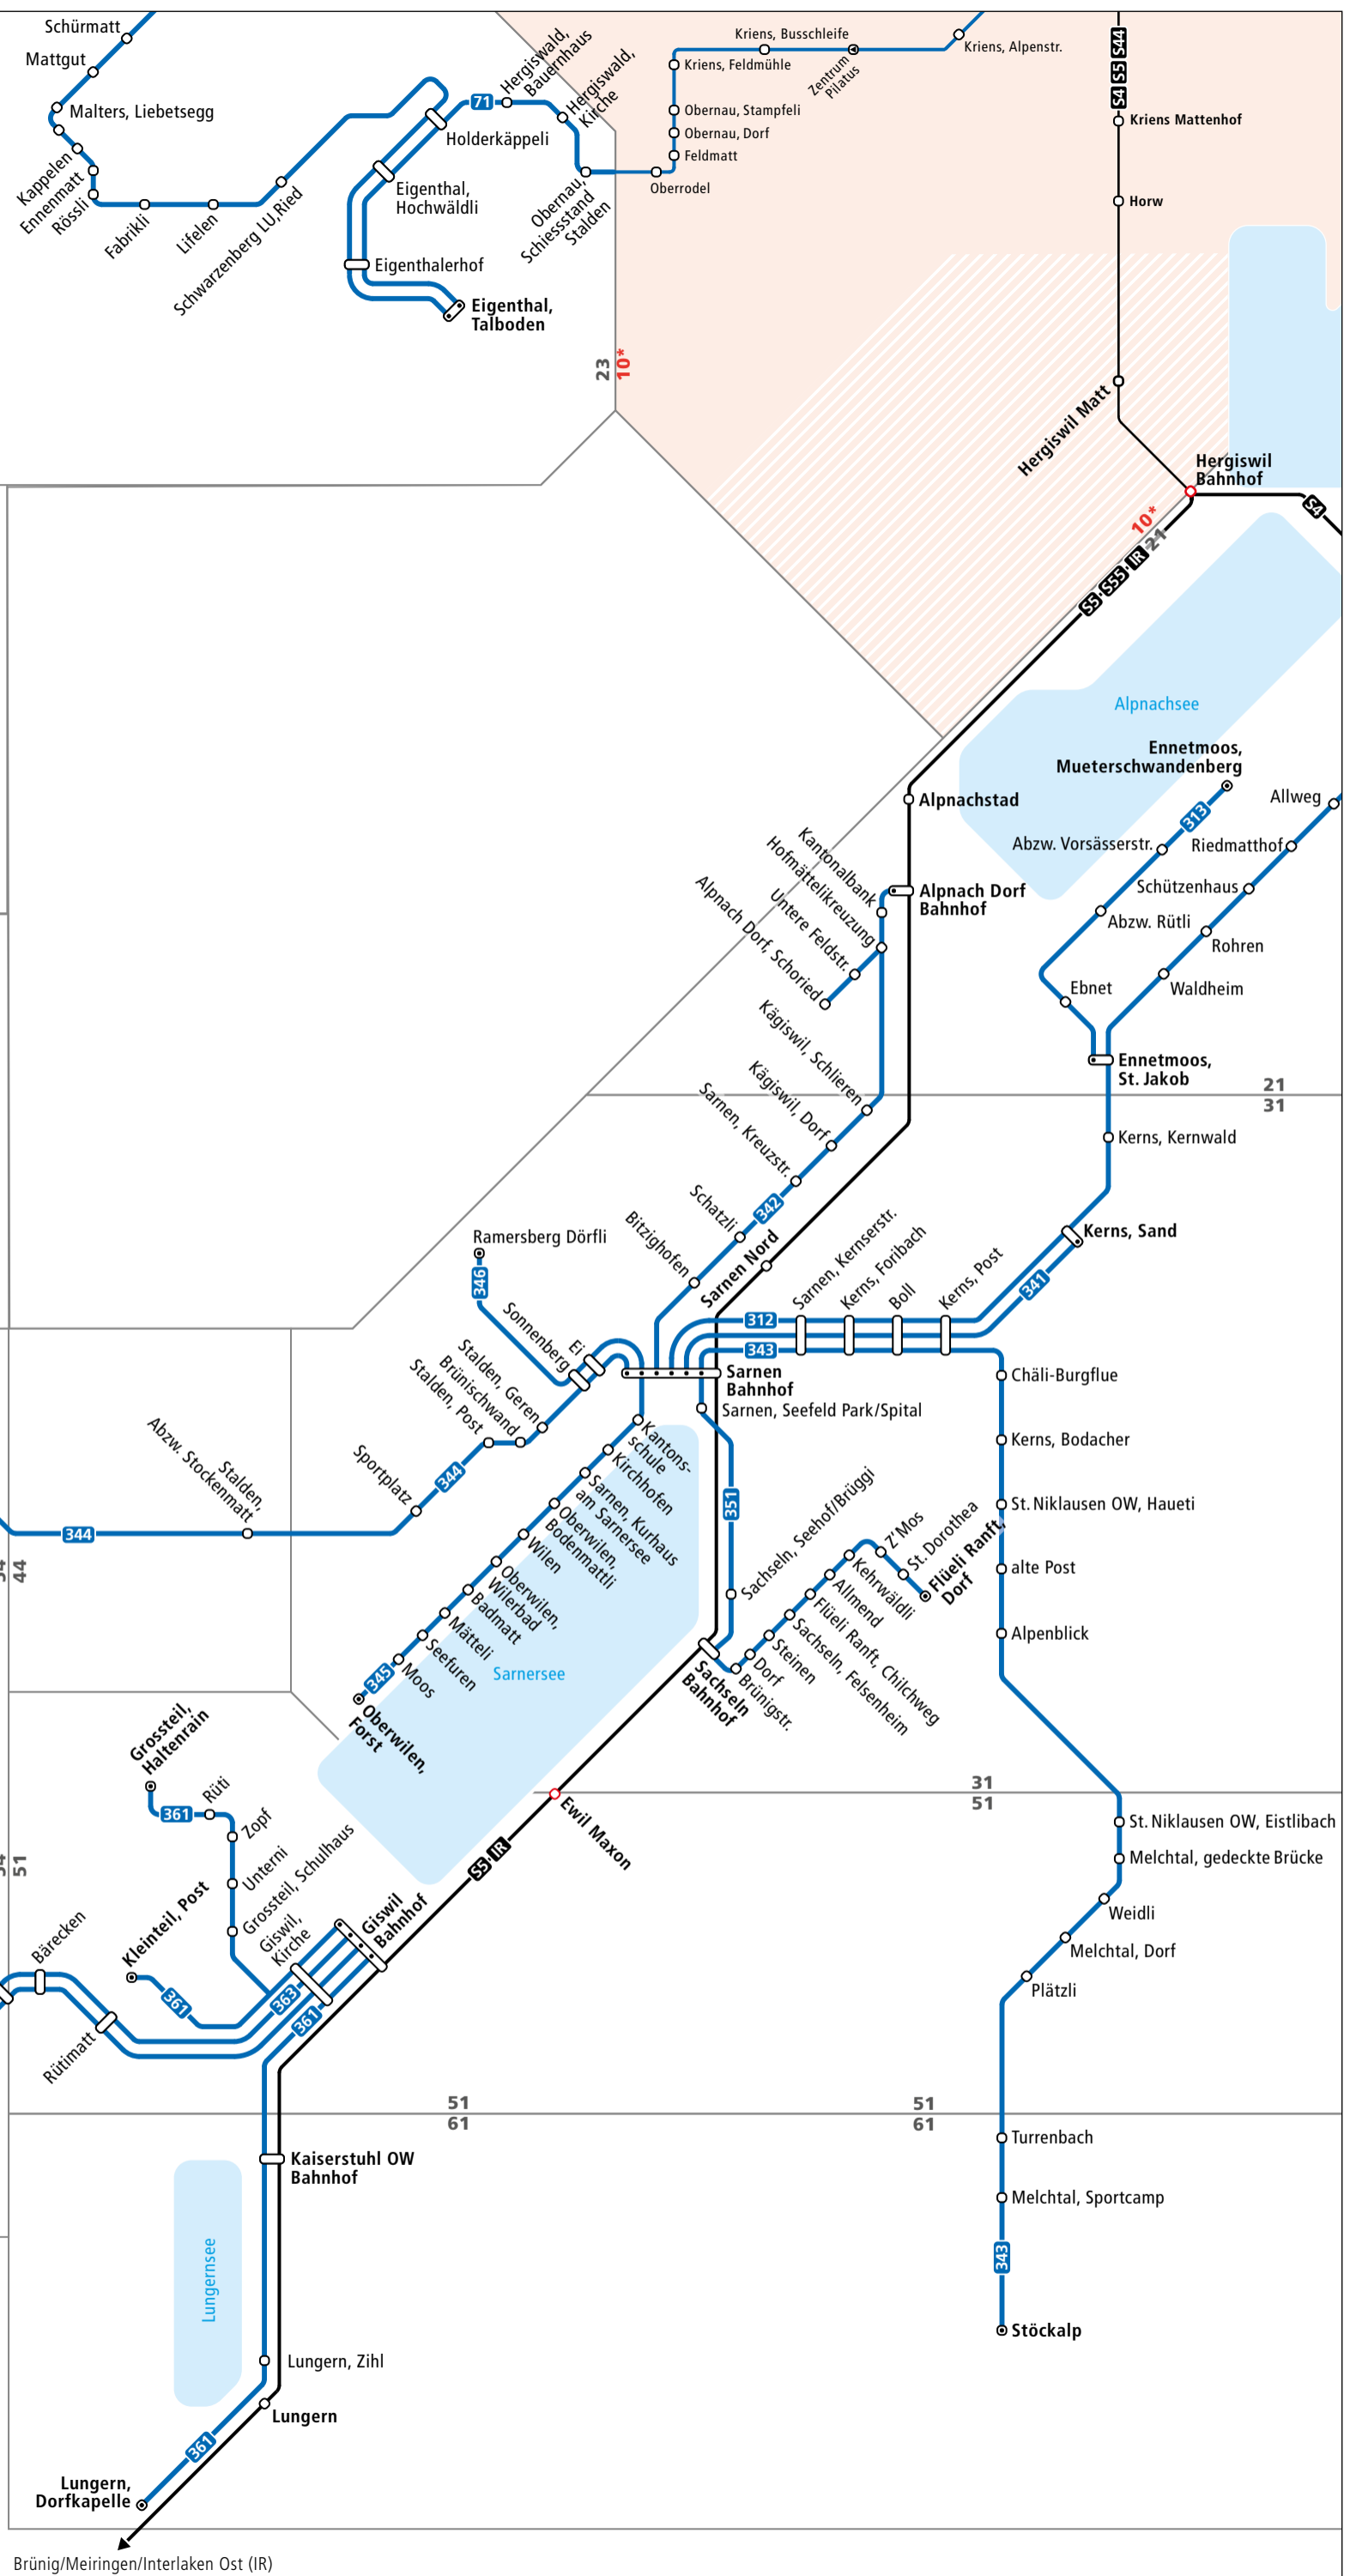 Schürmatt
Mattgut
Malters, Liebetsegg
Kappelen
Ennenmatt
Rössli
Fabrikli
Lifelen
Schwarzenberg LU,Ried
71
Hergiswald,
Bauernhaus
Hergiswald,
Kirche
Holderkäppeli
Eigenthal,
Hochwäldli
Eigenthalerhof
Eigenthal,
Talboden
Obernau,
Schiessstand
Stalden
Oberrodel
Feldmatt
Obernau, Dorf
Obernau, Stampfeli
Kriens, Feldmühle
Kriens, Busschleife
Zentrum
Pilatus
Kriens, Alpenstr.
S4 S5 S44
Kriens Mattenhof
Horw
23
10*
Hergiswil Matt
Hergiswil
Bahnhof
S4
10*
21
S5 S55 IR
Alpnachsee
Ennetmoos,
Mueterschwandenberg
313
Allweg
Alpnachstad
Abzw. Vorsässerstr.
Riedmatthof
Schützenhaus
Abzw. Rütli
Rohren
Ebnet
Waldheim
Ennetmoos,
St. Jakob
Alpnach Dorf
Bahnhof
Kantonalbank
Hofmättelikreuzung
Untere Feldstr.
Alpnach Dorf, Schoried
Kägiswil, Schlieren
Kägiswil, Dorf
Sarnen, Kreuzstr.
21
31
Kerns, Kernwald
342
Schatzli
Bitzighofen
Sarnen Nord
Kerns, Sand
341
Ramersberg Dörfli
346
Sonnenberg
Ei
312
343
Sarnen, Kernserstr.
Kerns, Foribach
Boll
Kerns, Post
Sarnen
Bahnhof
Sarnen, Seefeld Park/Spital
Stalden, Geren
Brünischwand
Stalden, Post
Sportplatz
344
Stalden,
Abzw. Stockenmatt
344
44
Chäli-Burgflue
Kerns, Bodacher
St. Niklausen OW, Haueti
alte Post
Alpenblick
Kantons-
schule
Kirchhofen
Sarnen, Kurhaus
am Sarnersee
Oberwilen,
Bodenmattli
Wilen
Oberwilen,
Wilerbad
Badmatt
Mätteli
Seefuren
Moos
345
Oberwilen,
Forst
Sarnersee
351
Sachseln, Seehof/Brüggi
Z'Mos
St. Dorothea
Flüeli Ranft,
Dorf
Kehrwäldli
Allmend
Flüeli Ranft, Chilchweg
Sachseln, Felsenheim
Steinen
Dorf
Brünigstr.
Sachseln
Bahnhof
31
51
Ewil Maxon
S5 IR
St. Niklausen OW, Eistlibach
Melchtal, gedeckte Brücke
Weidli
Melchtal, Dorf
Plätzli
Grossteil,
Haltenrain
361
Rüti
Zopf
Unterni
Grossteil, Schulhaus
51
Kleinteil, Post
361
Giswil,
Kirche
Giswil
Bahnhof
363
361
Bärecken
Rütimatt
51
61
51
61
Kaiserstuhl OW
Bahnhof
Turrenbach
Melchtal, Sportcamp
343
Stöckalp
Lungernsee
Lungern, Zihl
Lungern
361
Lungern,
Dorfkapelle
Brünig/Meiringen/Interlaken Ost (IR)